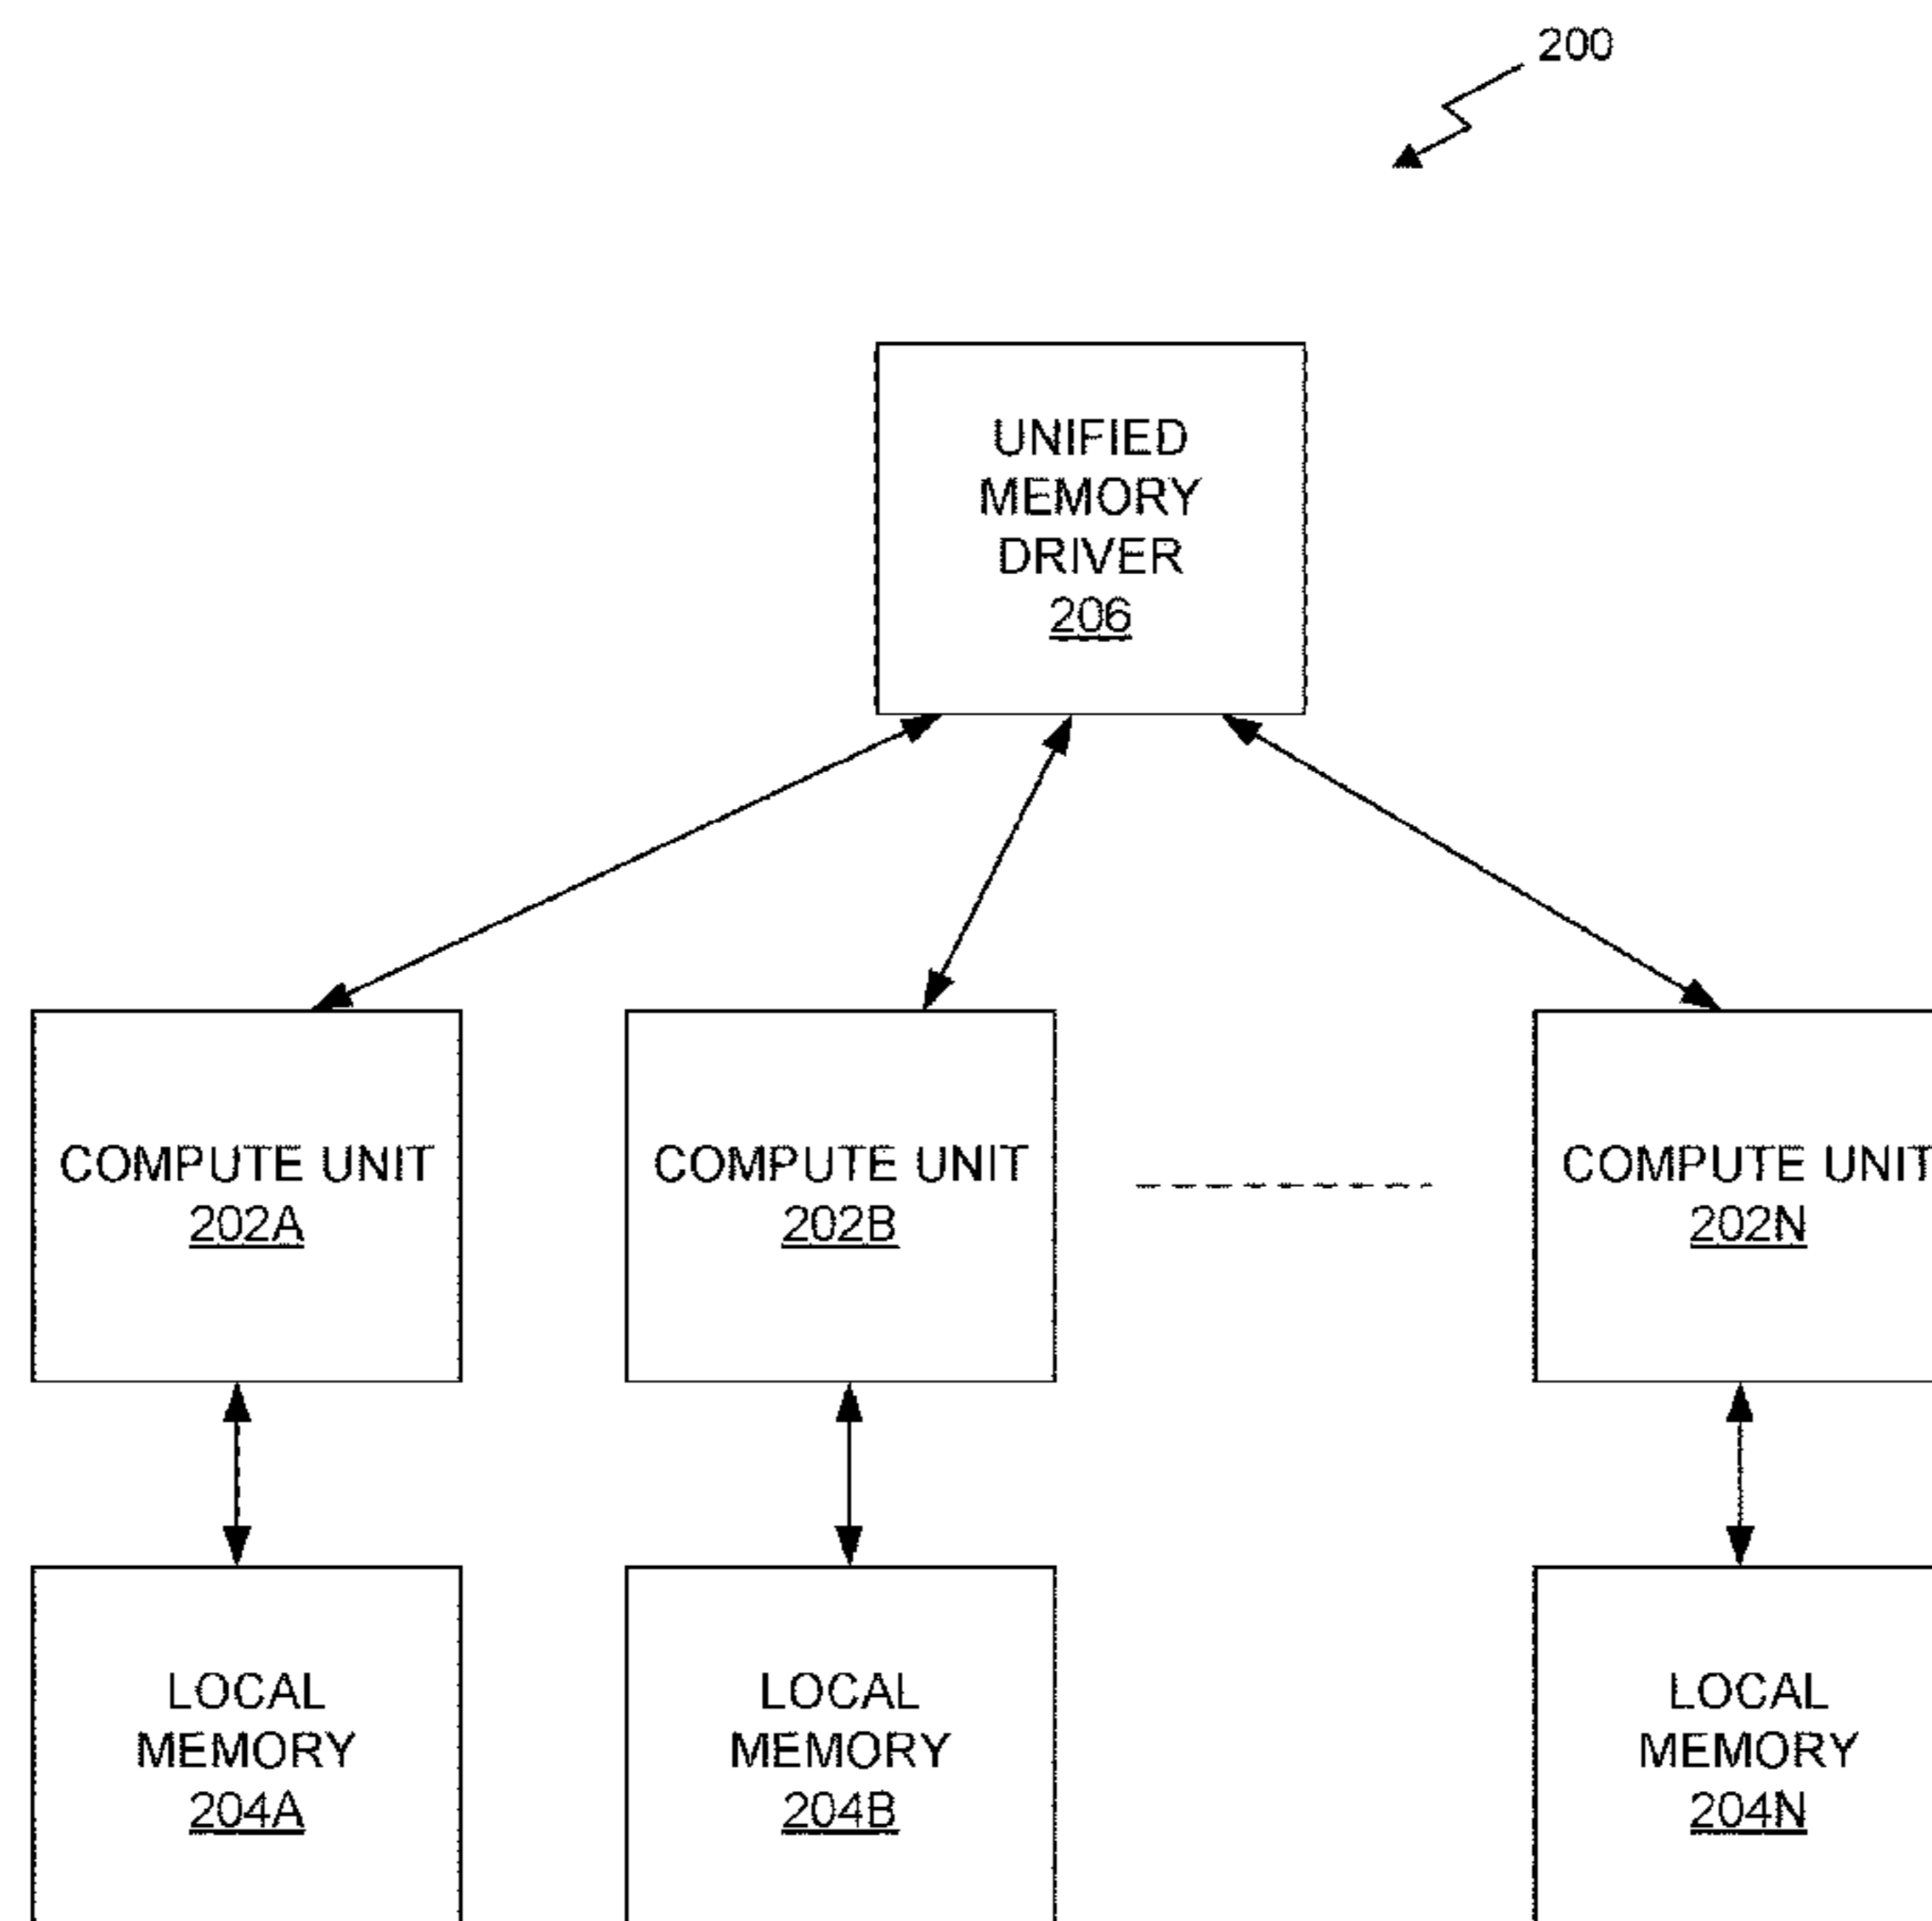 200
UNIFIED
MEMORY
DRIVER
206
COMPUTE UNIT
202A
COMPUTE UNIT
202B
COMPUTE UNIT
202N
LOCAL
MEMORY
204A
LOCAL
MEMORY
204B
LOCAL
MEMORY
204N